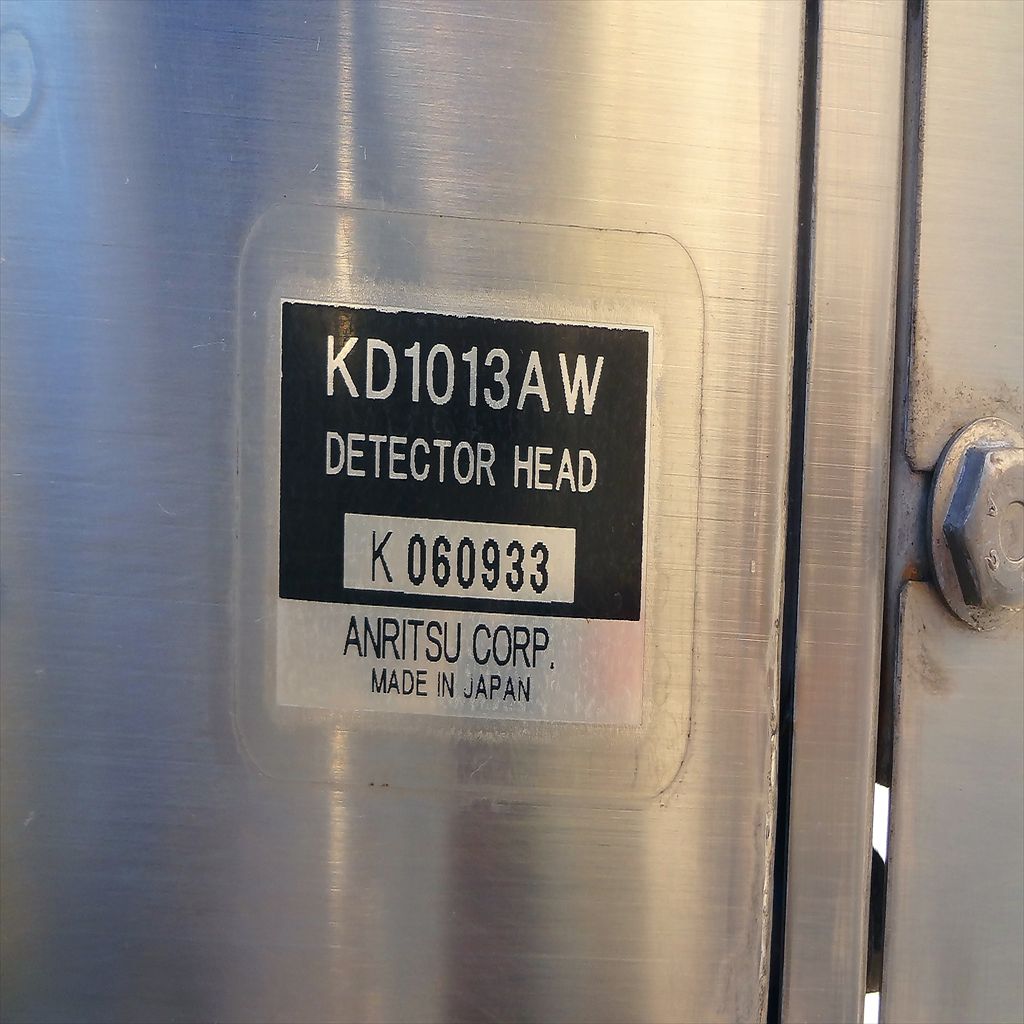 KD1013AW
DETECTOR HEAD
K 060933
ANRITSU CORP.
MADE IN JAPAN